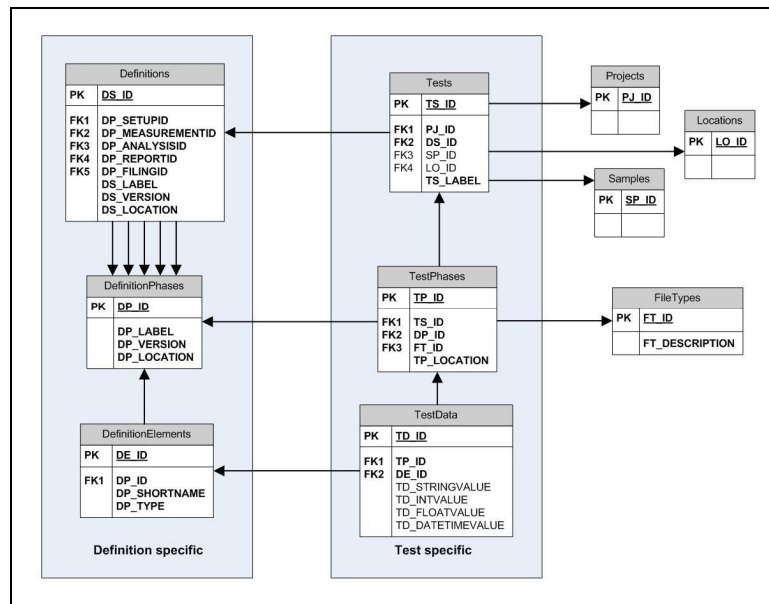 Definitions
PK DS_ID
FK1 DP_SETUPID
FK2 DP_MEASUREMENTID
FK3 DP_ANALYSISID
FK4 DP_REPORTID
FK5 DP_FILINGID
DS_LABEL
DS_VERSION
DS_LOCATION
DefinitionPhases
PK DP_ID
DP_LABEL
DP_VERSION
DP_LOCATION
DefinitionElements
PK DE_ID
FK1 DP_ID
DP_SHORTNAME
DP_TYPE
Definition specific
Tests
PK TS_ID
FK1 PJ_ID
FK2 DS_ID
FK3 SP_ID
FK4 LO_ID
TS_LABEL
TestPhases
PK TP_ID
FK1 TS_ID
FK2 DP_ID
FK3 FT_ID
TP_LOCATION
TestData
PK TD_ID
FK1 TP_ID
FK2 DE_ID
TD_STRINGVALUE
TD_INTVALUE
TD_FLOATVALUE
TD_DATETIMEVALUE
Test specific
Projects
PK PJ_ID
Locations
PK LO_ID
Samples
PK SP_ID
FileTypes
PK FT_ID
FT_DESCRIPTION